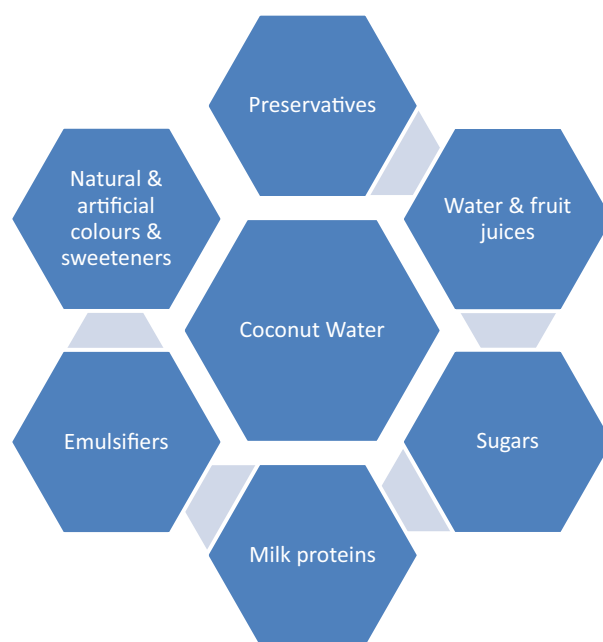 Preservatives
Natural &
artificial
colours &
sweeteners
Water & fruit
juices
Coconut Water
Emulsifiers
Sugars
Milk proteins